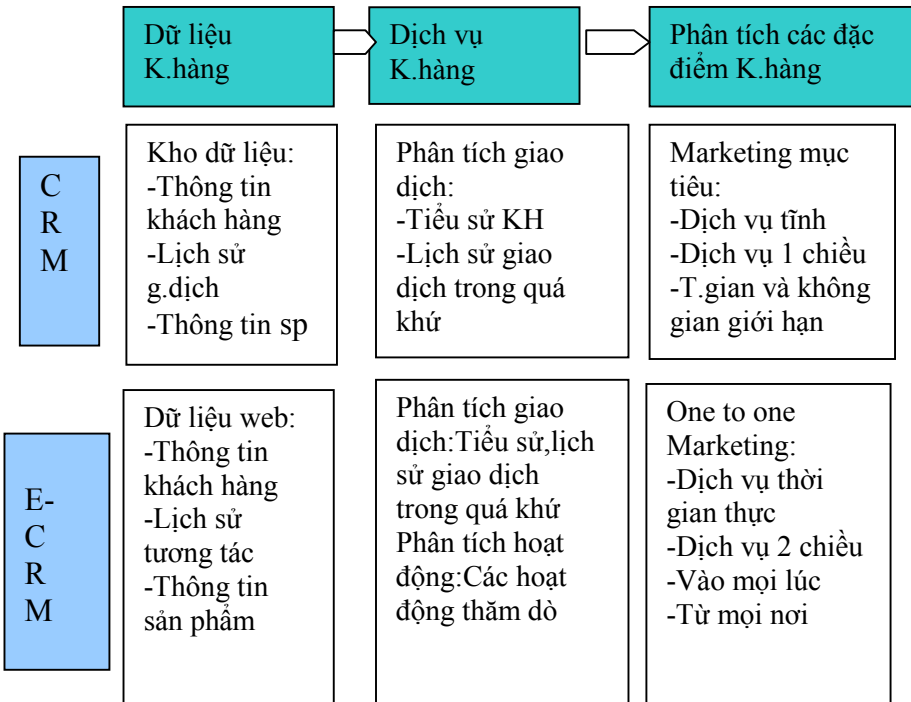 Dữ liệu
K.hàng
Dịch vụ
K.hàng
Phân tích các đặc
điểm K.hàng
C
R
M
Kho dữ liệu:
-Thông tin
khách hàng
-Lịch sử
g.dịch
-Thông tin sp
Phân tích giao
dịch:
-Tiểu sử KH
-Lịch sử giao
dịch trong quá
khứ
Marketing mục
tiêu:
-Dịch vụ tĩnh
-Dịch vụ 1 chiều
-T.gian và không
gian giới hạn
E-
C
R
M
Dữ liệu web:
-Thông tin
khách hàng
-Lịch sử
tương tác
-Thông tin
sản phẩm
Phân tích giao
dịch:Tiểu sử,lịch
sử giao dịch
trong quá khứ
Phân tích hoạt
động:Các hoạt
động thăm dò
One to one
Marketing:
-Dịch vụ thời
gian thực
-Dịch vụ 2 chiều
-Vào mọi lúc
-Từ mọi nơi